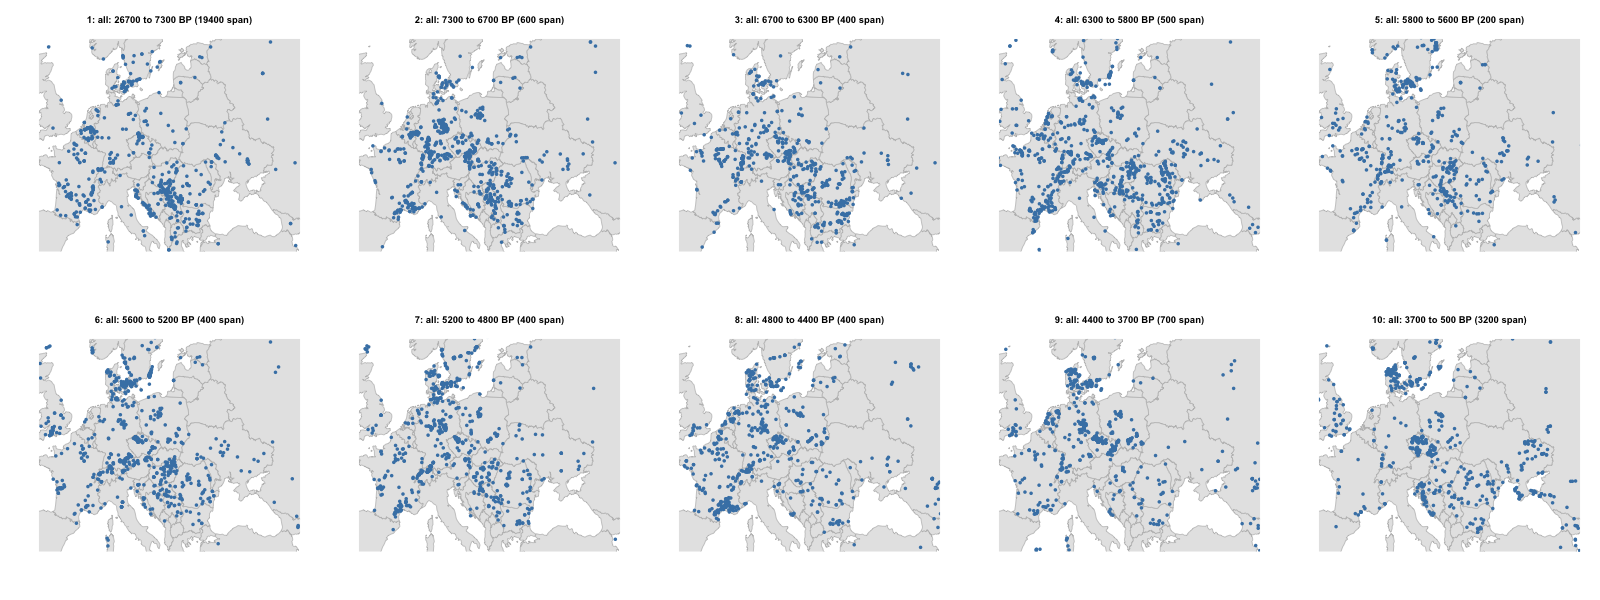 1: all: 26700 to 7300 BP (19400 span)
2: all: 7300 to 6700 BP (600 span)
3: all: 6700 to 6300 BP (400 span)
4: all: 6300 to 5800 BP (500 span)
5: all: 5800 to 5600 BP (200 span)
6: all: 5600 to 5200 BP (400 span)
7: all: 5200 to 4800 BP (400 span)
8: all: 4800 to 4400 BP (400 span)
9: all: 4400 to 3700 BP (700 span)
10: all: 3700 to 500 BP (3200 span)